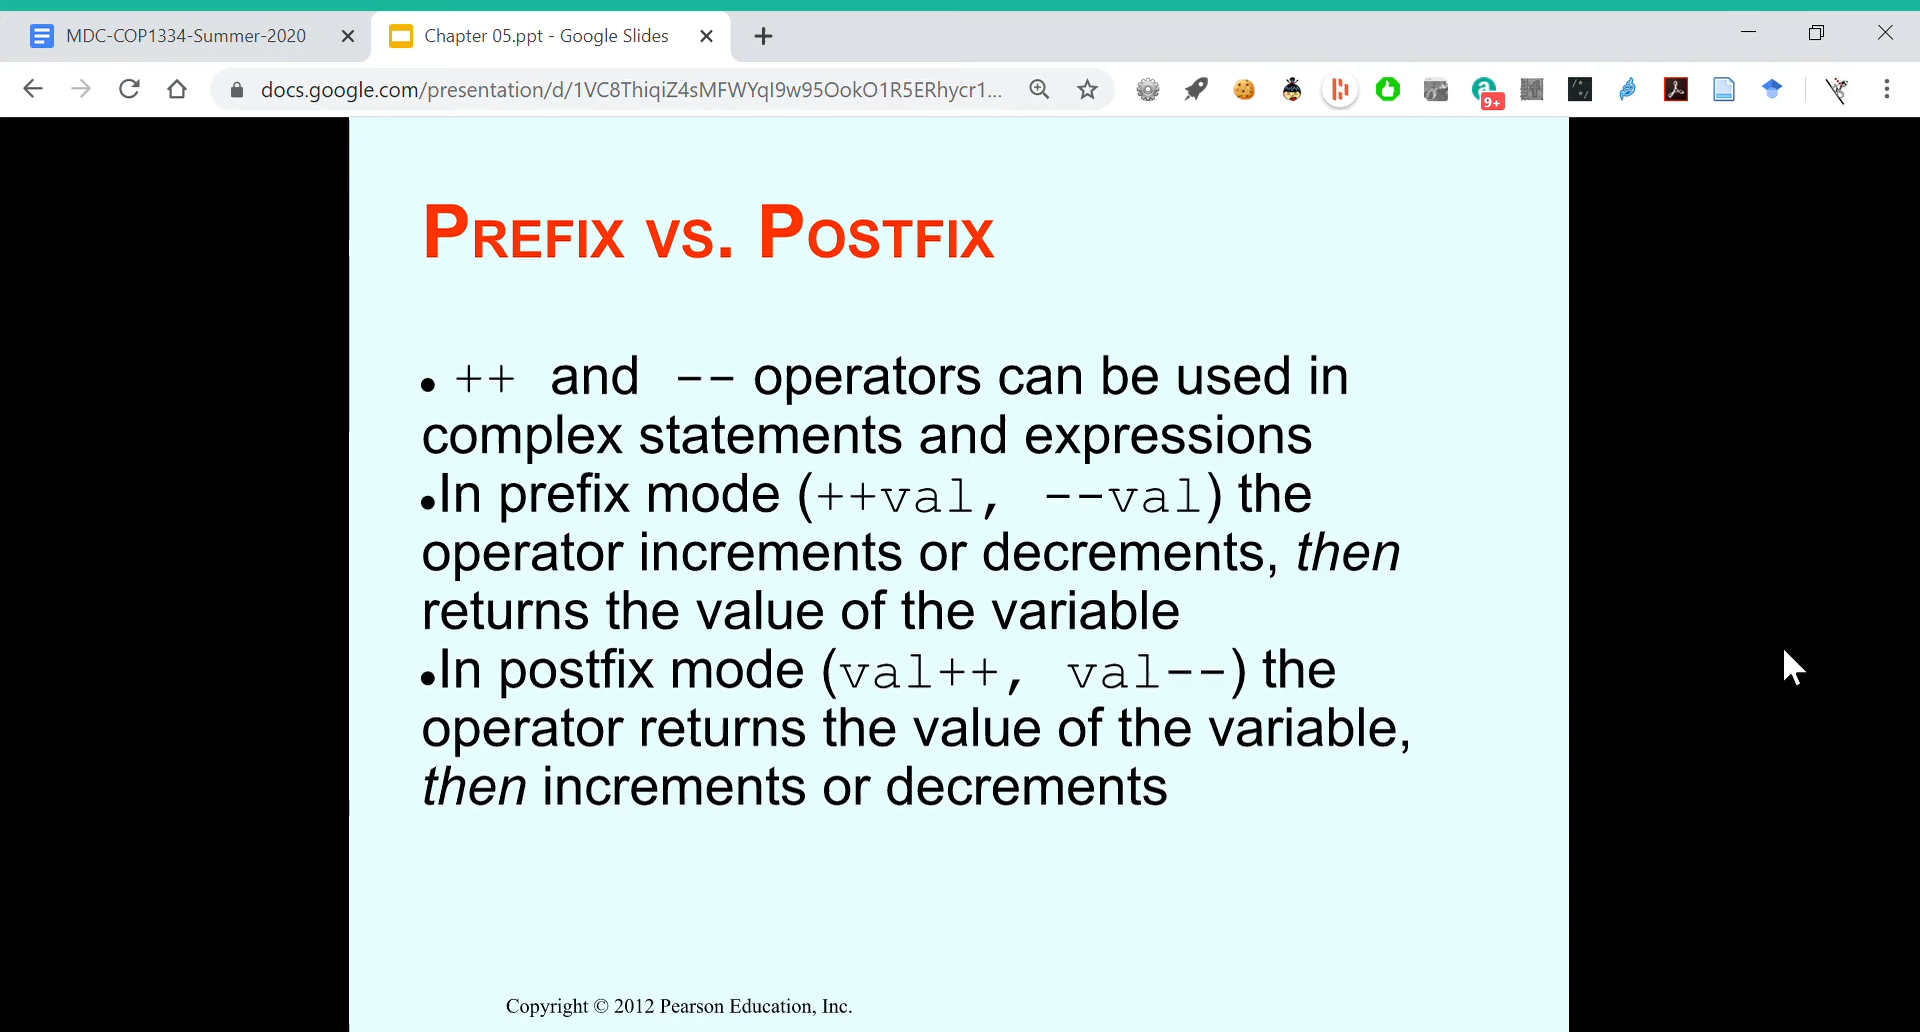 MDC-COP1334-Summer-2020
Chapter 05.ppt - Google Slides
docs.google.com/presentation/d/1VC8ThiqiZ4sMFWYqI9w95OokO1R5ERhycr1...
9+
PREFIX VS. POSTFIX
• ++ and -- operators can be used in
complex statements and expressions
•In prefix mode (++val, --val) the
operator increments or decrements, then
returns the value of the variable
•In postfix mode (val++, val--) the
operator returns the value of the variable,
then increments or decrements
Copyright © 2012 Pearson Education, Inc.